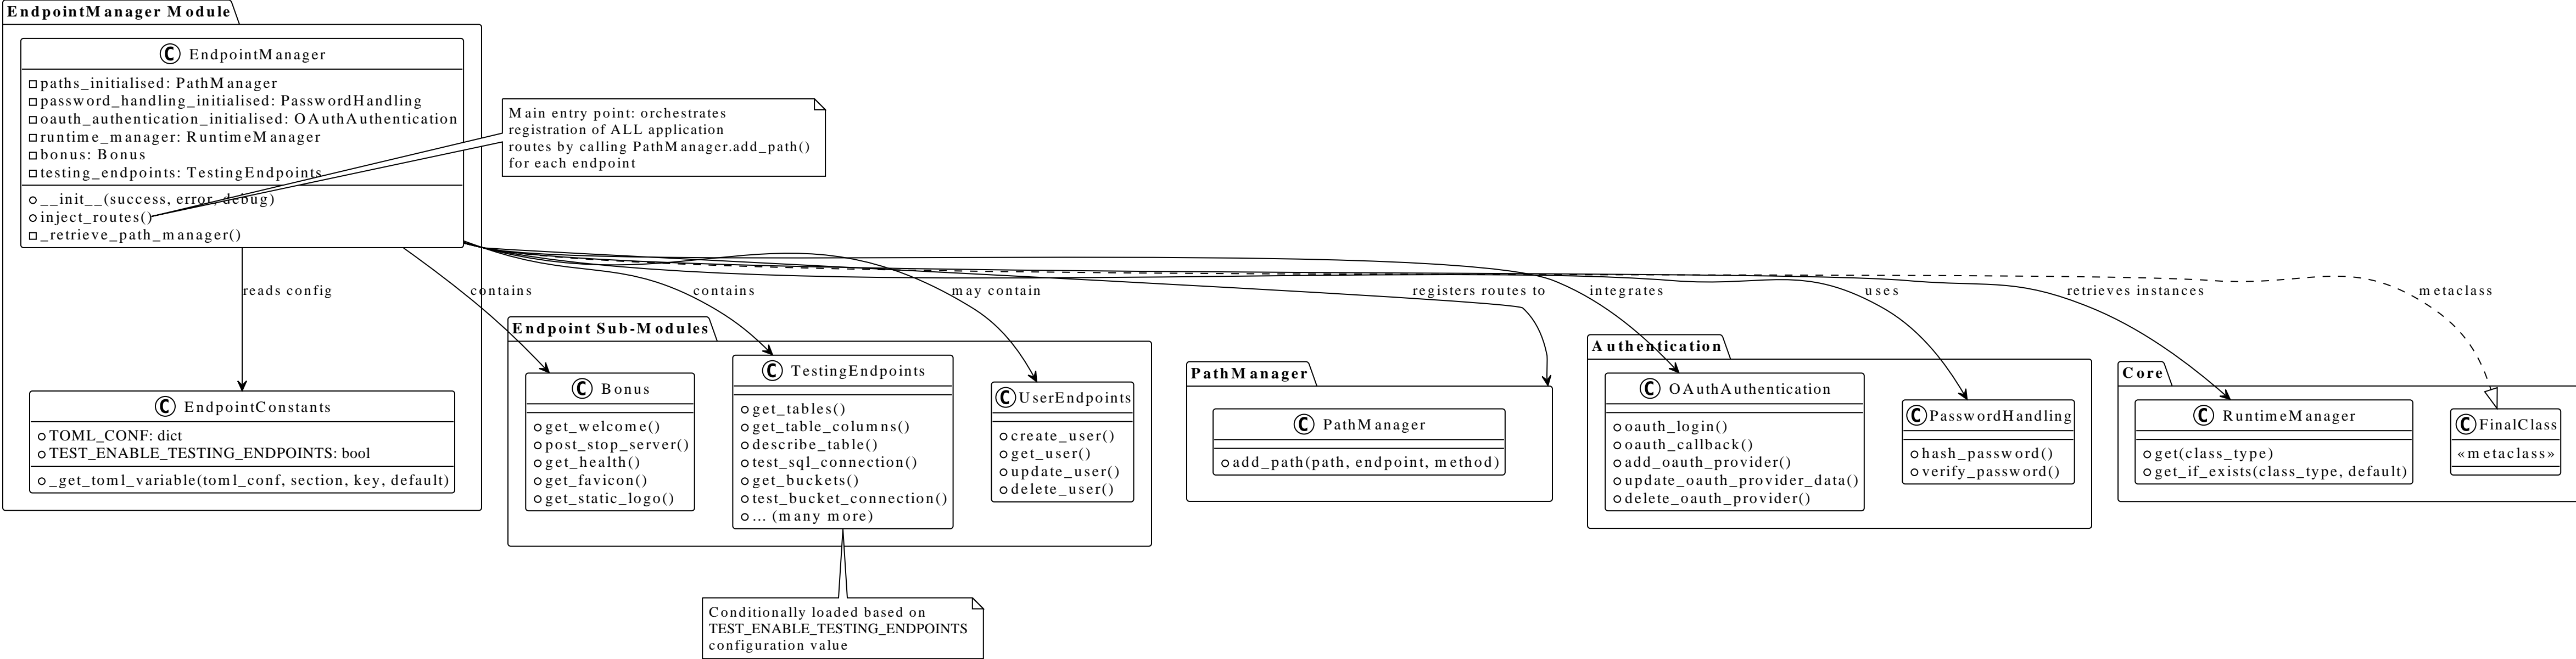 EndpointManager Module
EndpointManager
paths_initialised: PathManager
password_handling_initialised: PasswordHandling
oauth_authentication_initialised: OAuthAuthentication
runtime_manager: RuntimeManager
bonus: Bonus
testing_endpoints: TestingEndpoints
__init__(success, error, debug)
inject_routes()
_retrieve_path_manager()
Main entry point: orchestrates
registration of ALL application
routes by calling PathManager.add_path()
for each endpoint
reads config
contains
contains
may contain
registers routes to
integrates
uses
retrieves instances
metaclass
EndpointConstants
TOML_CONF: dict
TEST_ENABLE_TESTING_ENDPOINTS: bool
_get_toml_variable(toml_conf, section, key, default)
Endpoint Sub-Modules
Bonus
get_welcome()
post_stop_server()
get_health()
get_favicon()
get_static_logo()
TestingEndpoints
get_tables()
get_table_columns()
describe_table()
test_sql_connection()
get_buckets()
test_bucket_connection()
... (many more)
UserEndpoints
create_user()
get_user()
update_user()
delete_user()
PathManager
PathManager
add_path(path, endpoint, method)
Authentication
OAuthAuthentication
oauth_login()
oauth_callback()
add_oauth_provider()
update_oauth_provider_data()
delete_oauth_provider()
PasswordHandling
hash_password()
verify_password()
Core
RuntimeManager
get(class_type)
get_if_exists(class_type, default)
FinalClass
«metaclass»
Conditionally loaded based on
TEST_ENABLE_TESTING_ENDPOINTS
configuration value